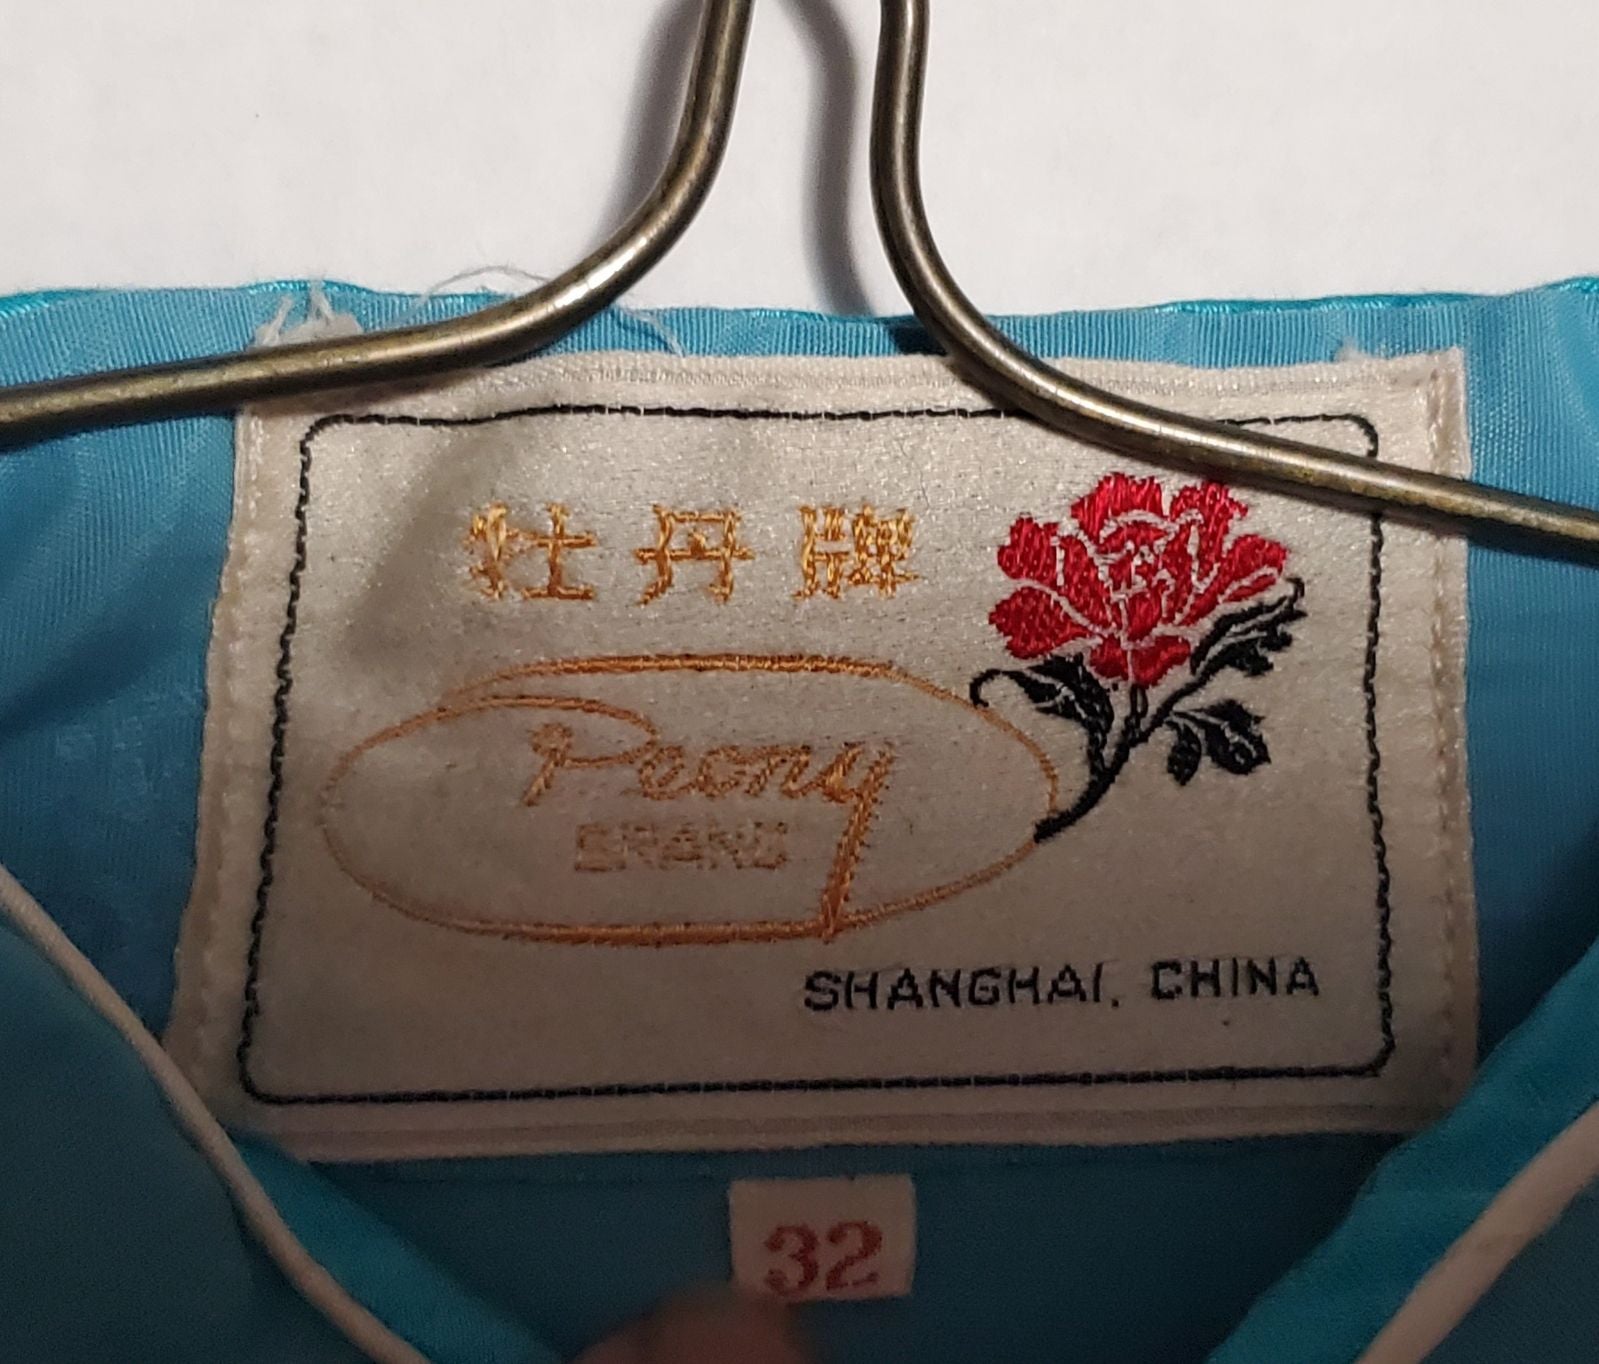 牡丹牌
Peony
BRAND
SHANGHAI, CHINA
32